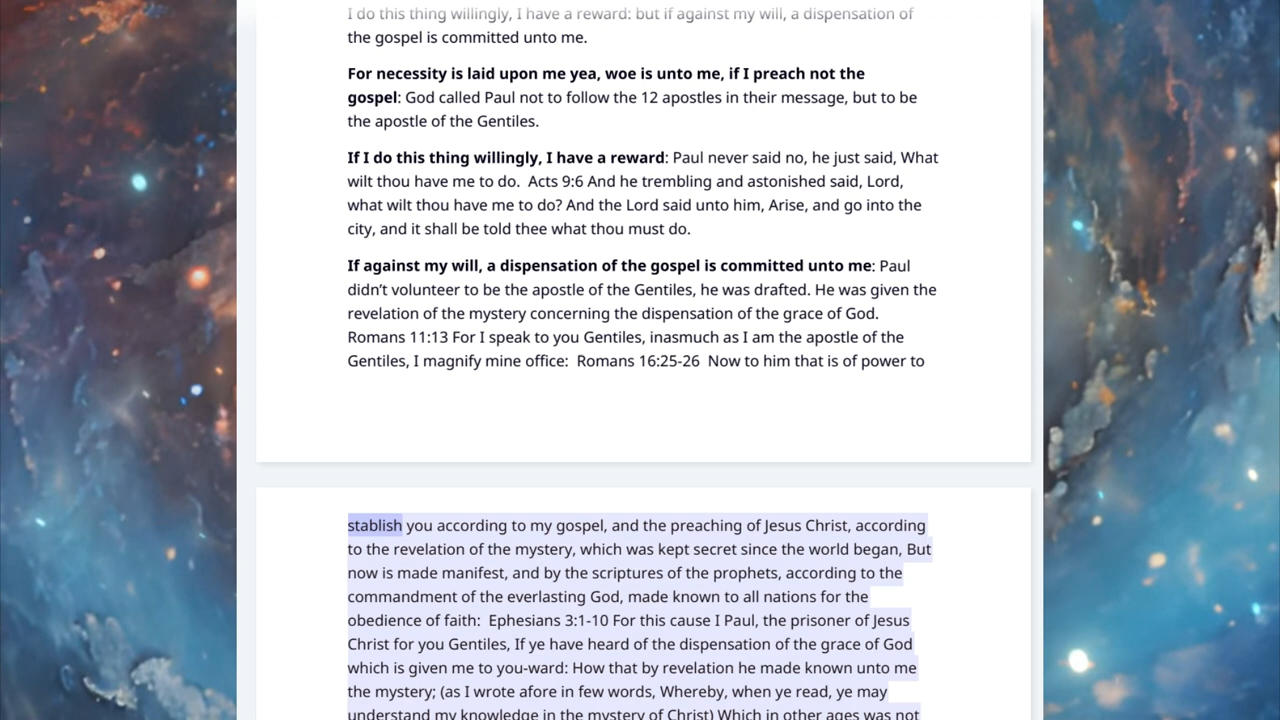 I do this thing willingly, I have a reward: but if against my will, a dispensation of
the gospel is committed unto me.
For necessity is laid upon me yea, woe is unto me, if I preach not the
gospel: God called Paul not to follow the 12 apostles in their message, but to be
the apostle of the Gentiles.
If I do this thing willingly, I have a reward: Paul never said no, he just said, What
wilt thou have me to do.  Acts 9:6 And he trembling and astonished said, Lord,
what wilt thou have me to do? And the Lord said unto him, Arise, and go into the
city, and it shall be told thee what thou must do.
If against my will, a dispensation of the gospel is committed unto me: Paul
didn’t volunteer to be the apostle of the Gentiles, he was drafted. He was given the
revelation of the mystery concerning the dispensation of the grace of God.
Romans 11:13 For I speak to you Gentiles, inasmuch as I am the apostle of the
Gentiles, I magnify mine office:  Romans 16:25-26  Now to him that is of power to
stablish you according to my gospel, and the preaching of Jesus Christ, according
to the revelation of the mystery, which was kept secret since the world began, But
now is made manifest, and by the scriptures of the prophets, according to the
commandment of the everlasting God, made known to all nations for the
obedience of faith:  Ephesians 3:1-10 For this cause I Paul, the prisoner of Jesus
Christ for you Gentiles, If ye have heard of the dispensation of the grace of God
which is given me to you-ward: How that by revelation he made known unto me
the mystery; (as I wrote afore in few words, Whereby, when ye read, ye may
understand my knowledge in the mystery of Christ) Which in other ages was not